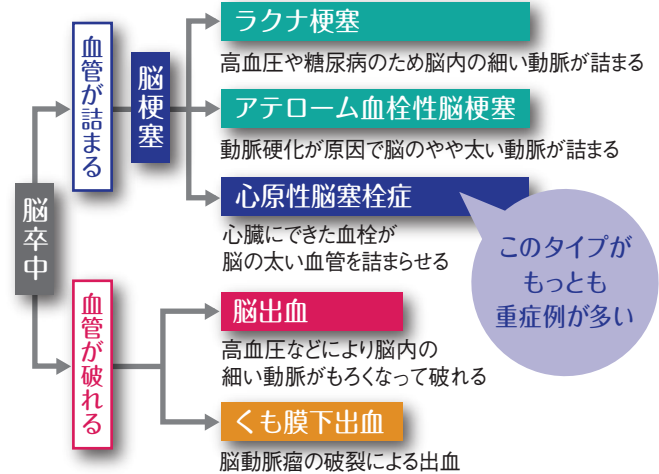 脳卒中
血管が詰まる
脳梗塞
ラクナ梗塞
高血圧や糖尿病のため脳内の細い動脈が詰まる
アテローム血栓性脳梗塞
動脈硬化が原因で脳のやや太い動脈が詰まる
心原性脳塞栓症
心臓にできた血栓が
脳の太い血管を詰まらせる
このタイプが
もっとも
重症例が多い
血管が破れる
脳出血
高血圧などにより脳内の
細い動脈がもろくなって破れる
くも膜下出血
脳動脈瘤の破裂による出血